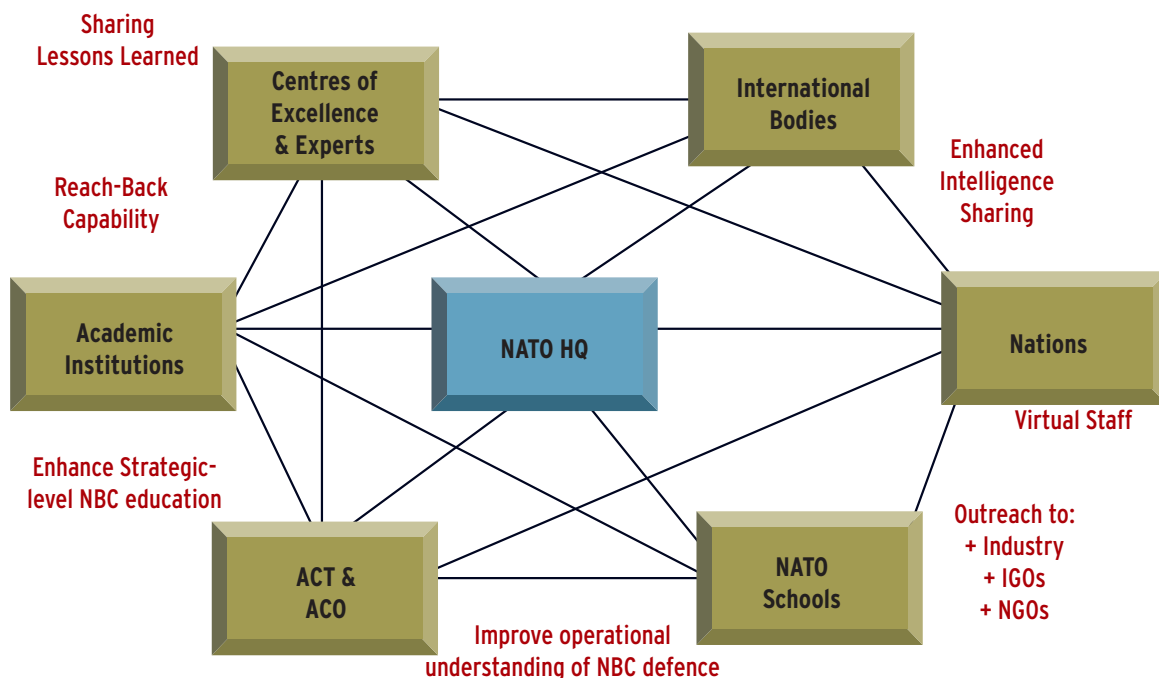 Sharing
Lessons Learned
Centres of
Excellence
& Experts
International
Bodies
Enhanced
Intelligence
Sharing
Reach-Back
Capability
Academic
Institutions
NATO HQ
Nations
Virtual Staff
Enhance Strategic-
level NBC education
Outreach to:
+ Industry
+ IGOs
+ NGOs
ACT &
ACO
NATO
Schools
Improve operational
understanding of NBC defence